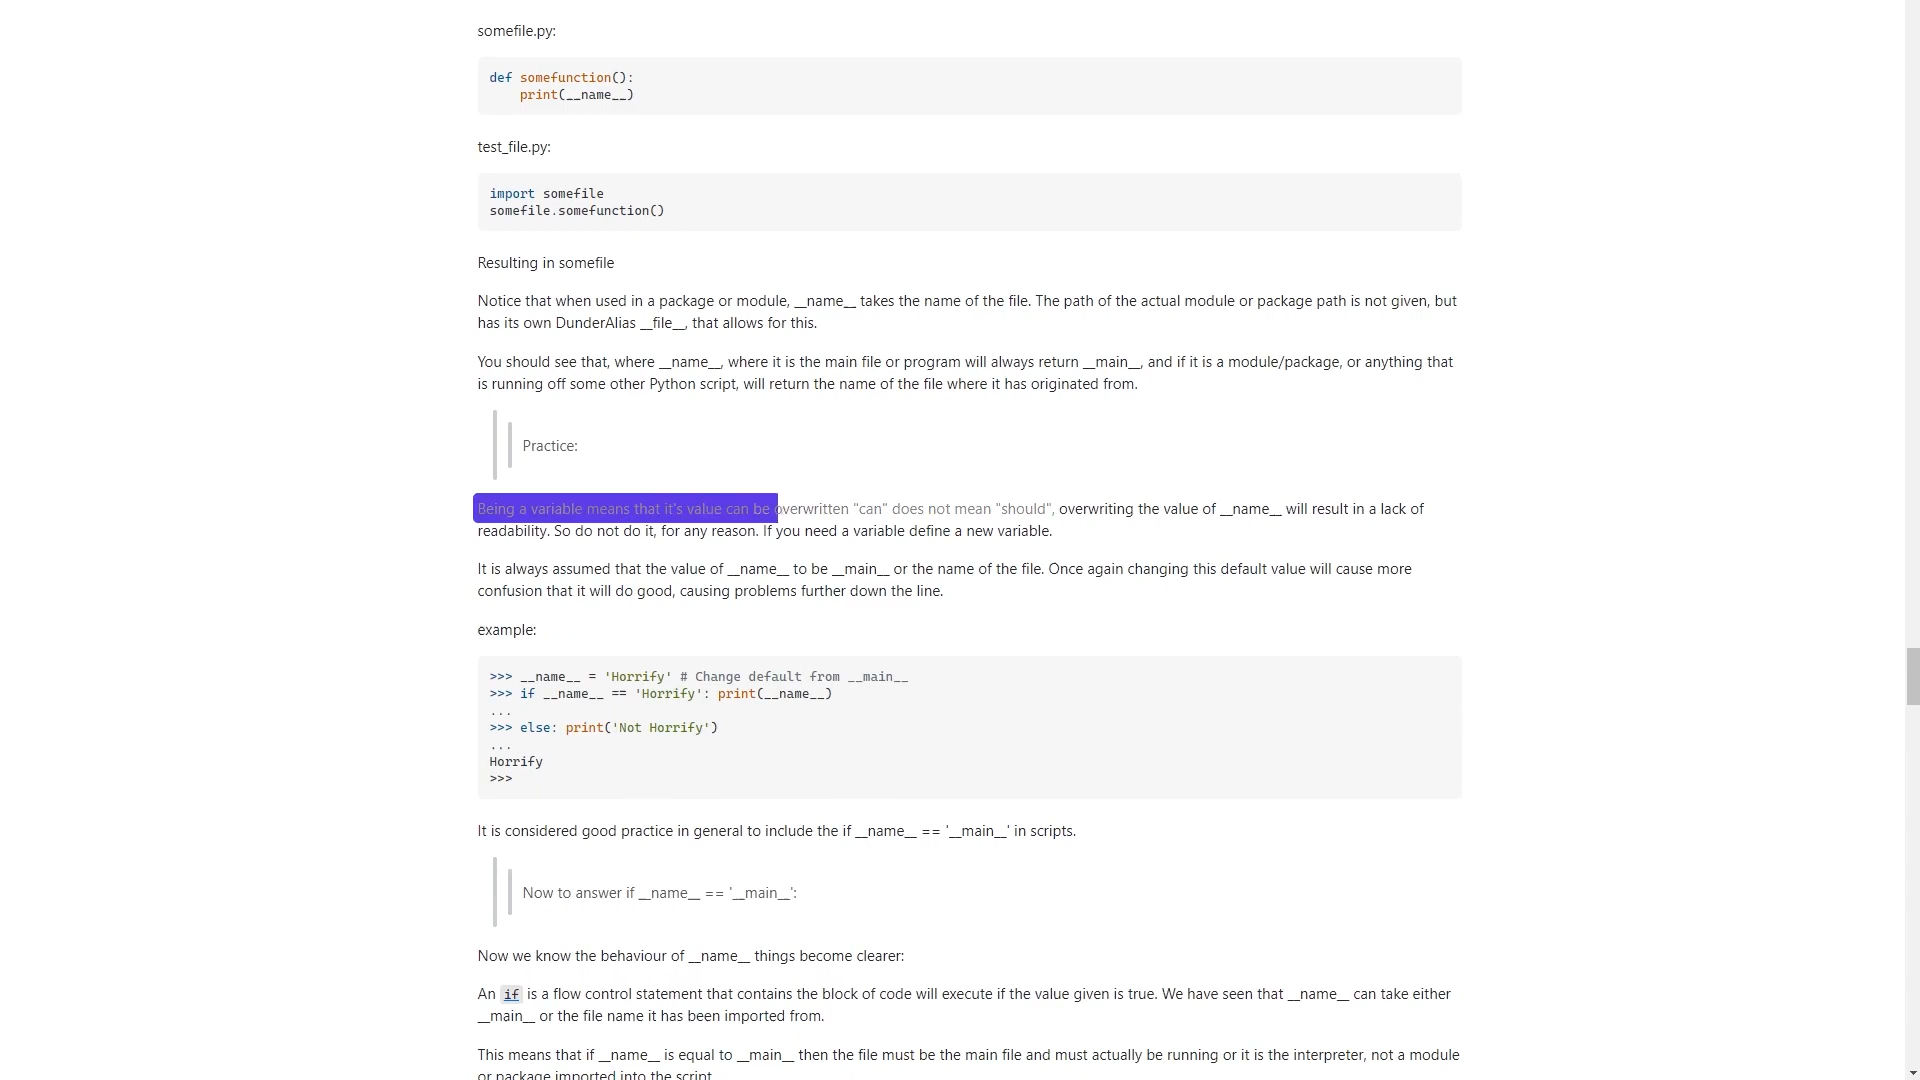 somefile.py:
def somefunction():
    print(__name__)
test_file.py:
import somefile
somefile.somefunction()
Resulting in somefile
Notice that when used in a package or module, __name__ takes the name of the file. The path of the actual module or package path is not given, but
has its own DunderAlias __file__, that allows for this.
You should see that, where __name__, where it is the main file or program will always return __main__, and if it is a module/package, or anything that
is running off some other Python script, will return the name of the file where it has originated from.
Practice:
Being a variable means that it's value can be overwritten "can" does not mean "should", overwriting the value of __name__ will result in a lack of
readability. So do not do it, for any reason. If you need a variable define a new variable.
It is always assumed that the value of __name__ to be __main__ or the name of the file. Once again changing this default value will cause more
confusion that it will do good, causing problems further down the line.
example:
>>> __name__ = 'Horrify' # Change default from __main__
>>> if __name__ == 'Horrify': print(__name__)
...
>>> else: print('Not Horrify')
...
Horrify
>>>
It is considered good practice in general to include the if __name__ == '__main__' in scripts.
Now to answer if __name__ == '__main__':
Now we know the behaviour of __name__ things become clearer:
An if is a flow control statement that contains the block of code will execute if the value given is true. We have seen that __name__ can take either
__main__ or the file name it has been imported from.
This means that if __name__ is equal to __main__ then the file must be the main file and must actually be running or it is the interpreter, not a module
or package imported into the script.